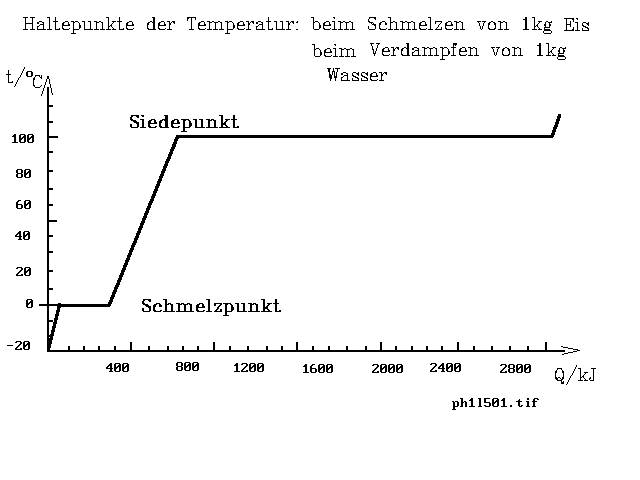 Haltepunkte der Temperatur: beim Schmelzen von 1kg Eis
beim Verdampfen von 1kg
Wasser
t/°C
Siedepunkt
100
80
60
40
20
0
Schmelzpunkt
-20
400 800 1200 1600 2000 2400 2800
Q/kJ
ph1l501.tif